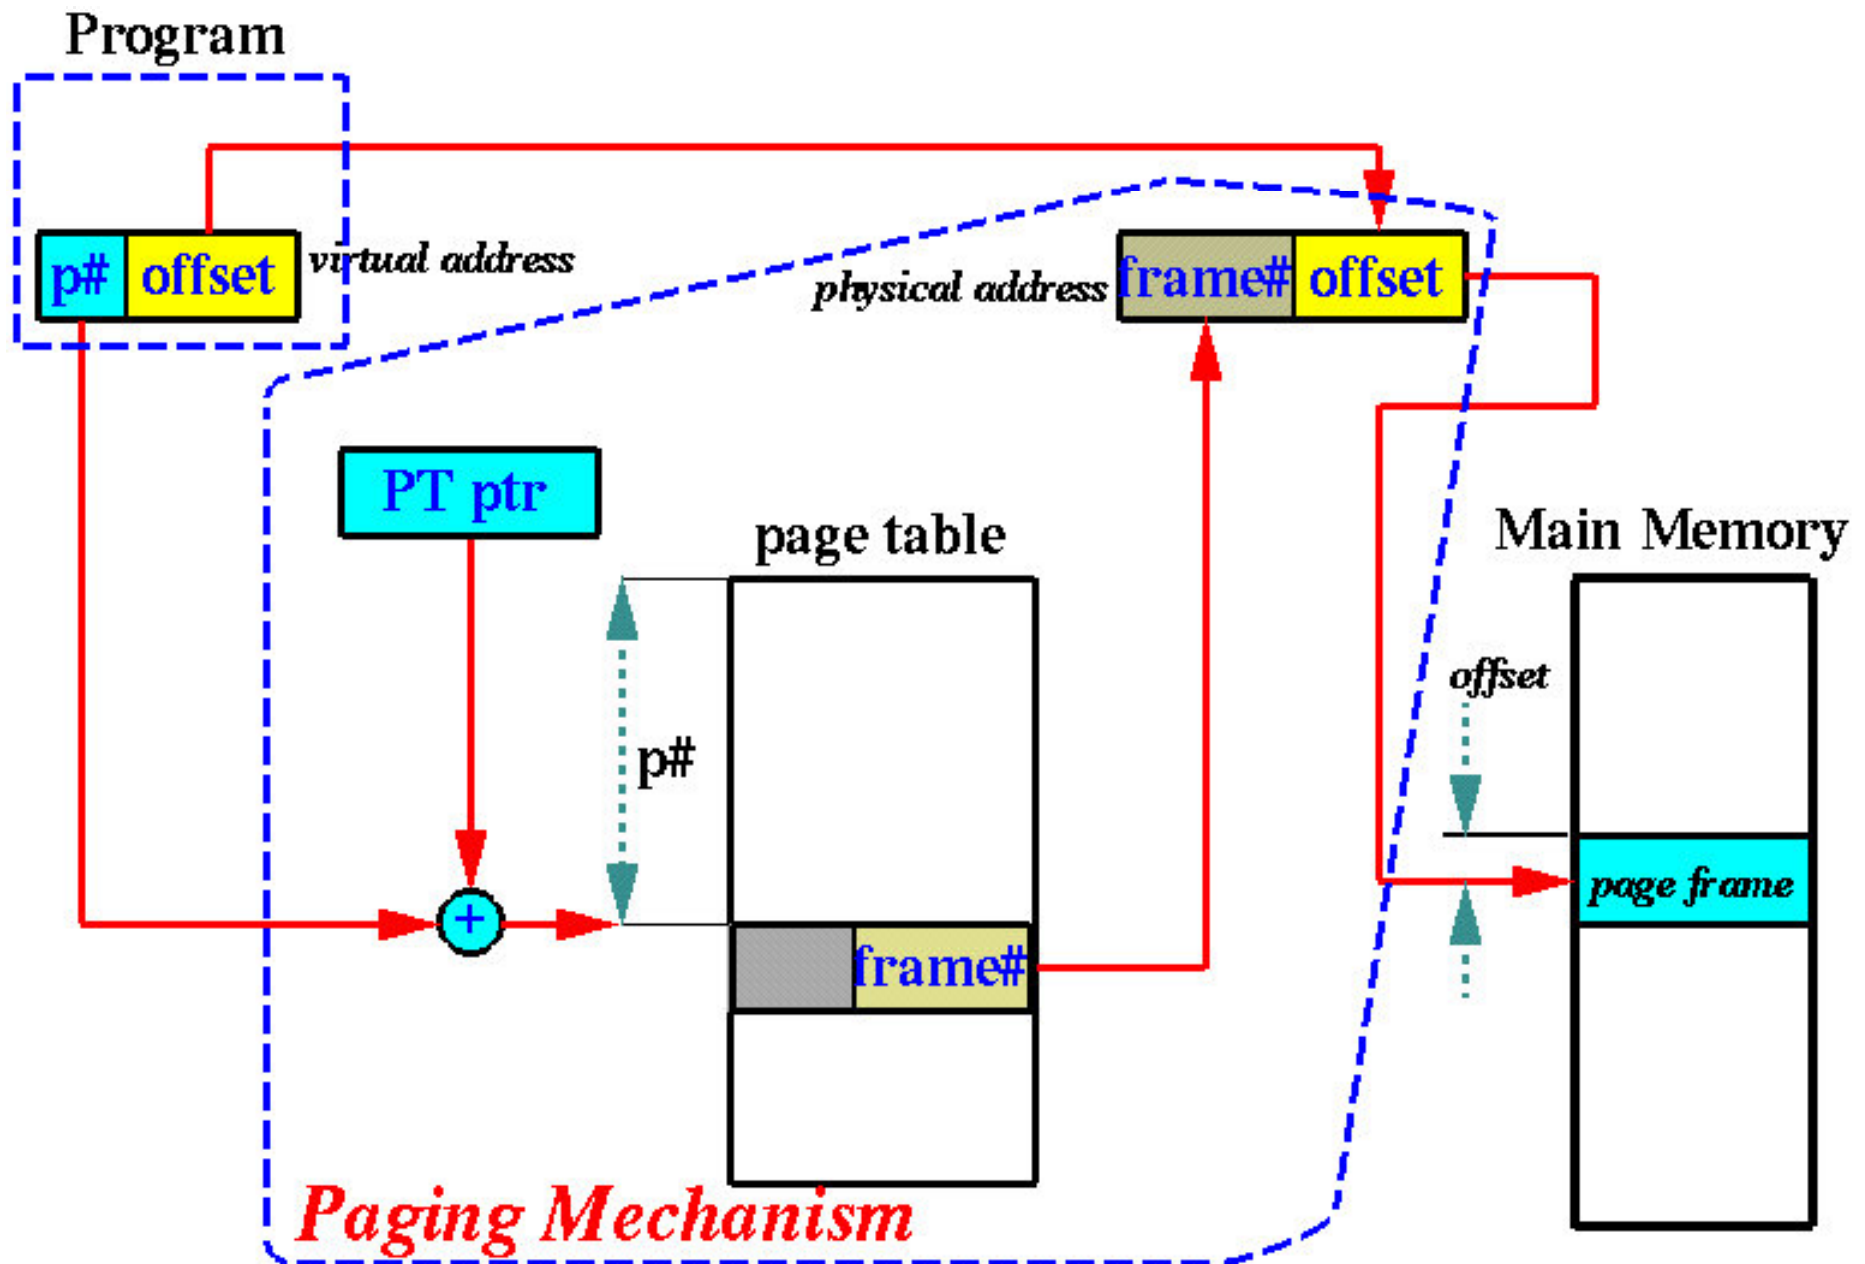 Program
p# offset
virtual address
physical address
frame# offset
PT ptr
page table
Main Memory
offset
p#
page frame
+
frame#
Paging Mechanism